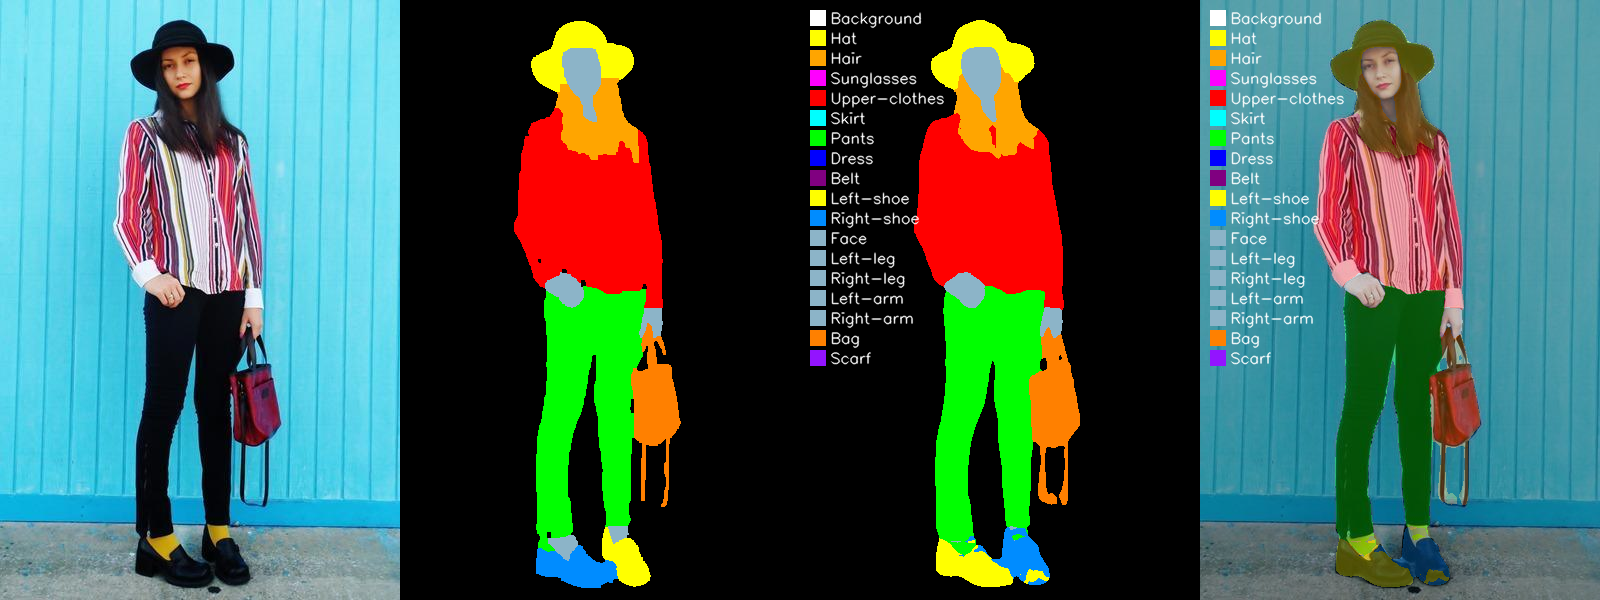 Background
Hat
Hair
Sunglasses
Upper-clothes
Skirt
Pants
Dress
Belt
Left-shoe
Right-shoe
Face
Left-leg
Right-leg
Left-arm
Right-arm
Bag
Scarf
Background
Hat
Hair
Sunglasses
Upper-clothes
Skirt
Pants
Dress
Belt
Left-shoe
Right-shoe
Face
Left-leg
Right-leg
Left-arm
Right-arm
Bag
Scarf